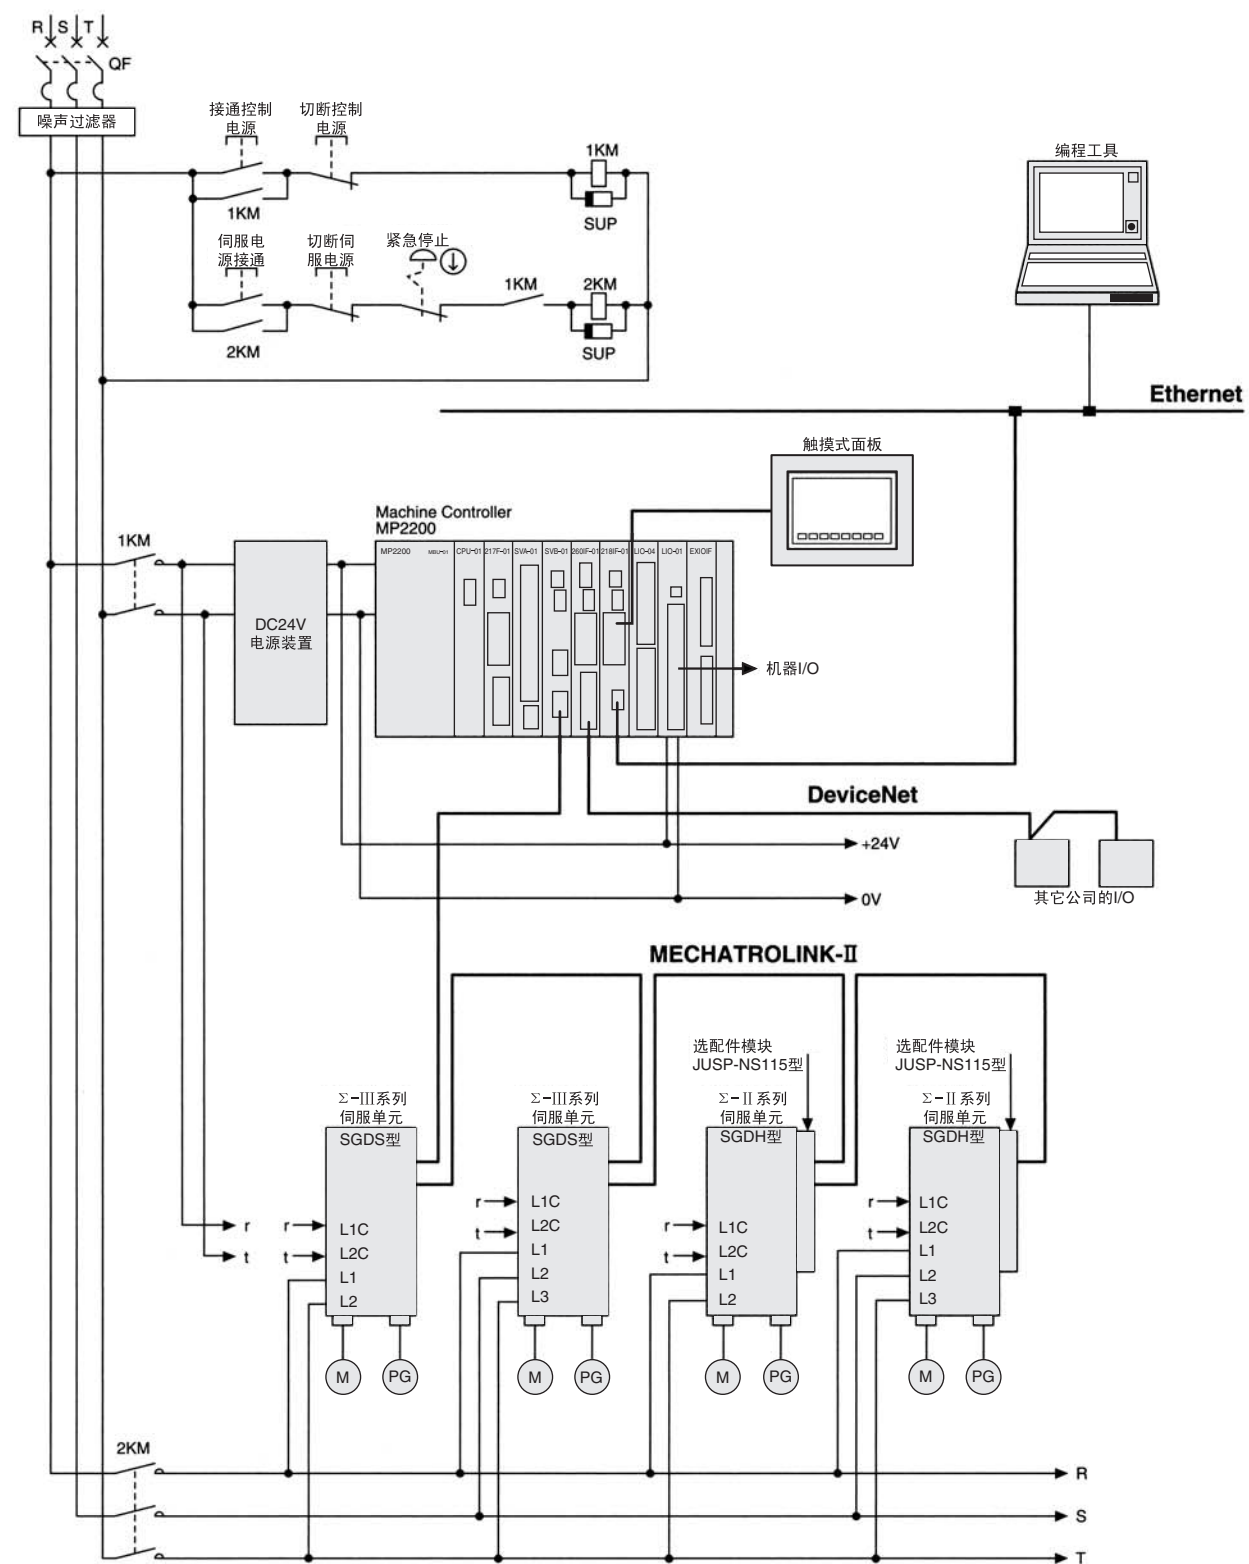 R S T
QF
噪声过滤器
接通控制
电源
切断控制
电源
1KM
1KM
SUP
伺服电
源接通
切断伺
服电源
紧急停止
1KM
2KM
2KM
SUP
编程工具
Ethernet
触摸式面板
Machine Controller
MP2200
1KM
MP2200 MBU-01 CPU-01 217F-01 SVA-01 SVB-01 260IF-01 218IF-01 LIO-04 LIO-01 EXIOIF
DC24V
电源装置
机器I/O
DeviceNet
+24V
0V
其它公司的I/O
MECHATROLINK-II
选配件模块
JUSP-NS115型
选配件模块
JUSP-NS115型
Σ-III系列
伺服单元
SGDS型
Σ-III系列
伺服单元
SGDS型
Σ-II系列
伺服单元
SGDH型
Σ-II系列
伺服单元
SGDH型
r
t
r
t
L1C
L2C
L1
L2
r
t
L1C
L2C
L1
L2
L3
r
t
L1C
L2C
L1
L2
r
t
L1C
L2C
L1
L2
L3
M PG M PG M PG M PG
2KM
R
S
T